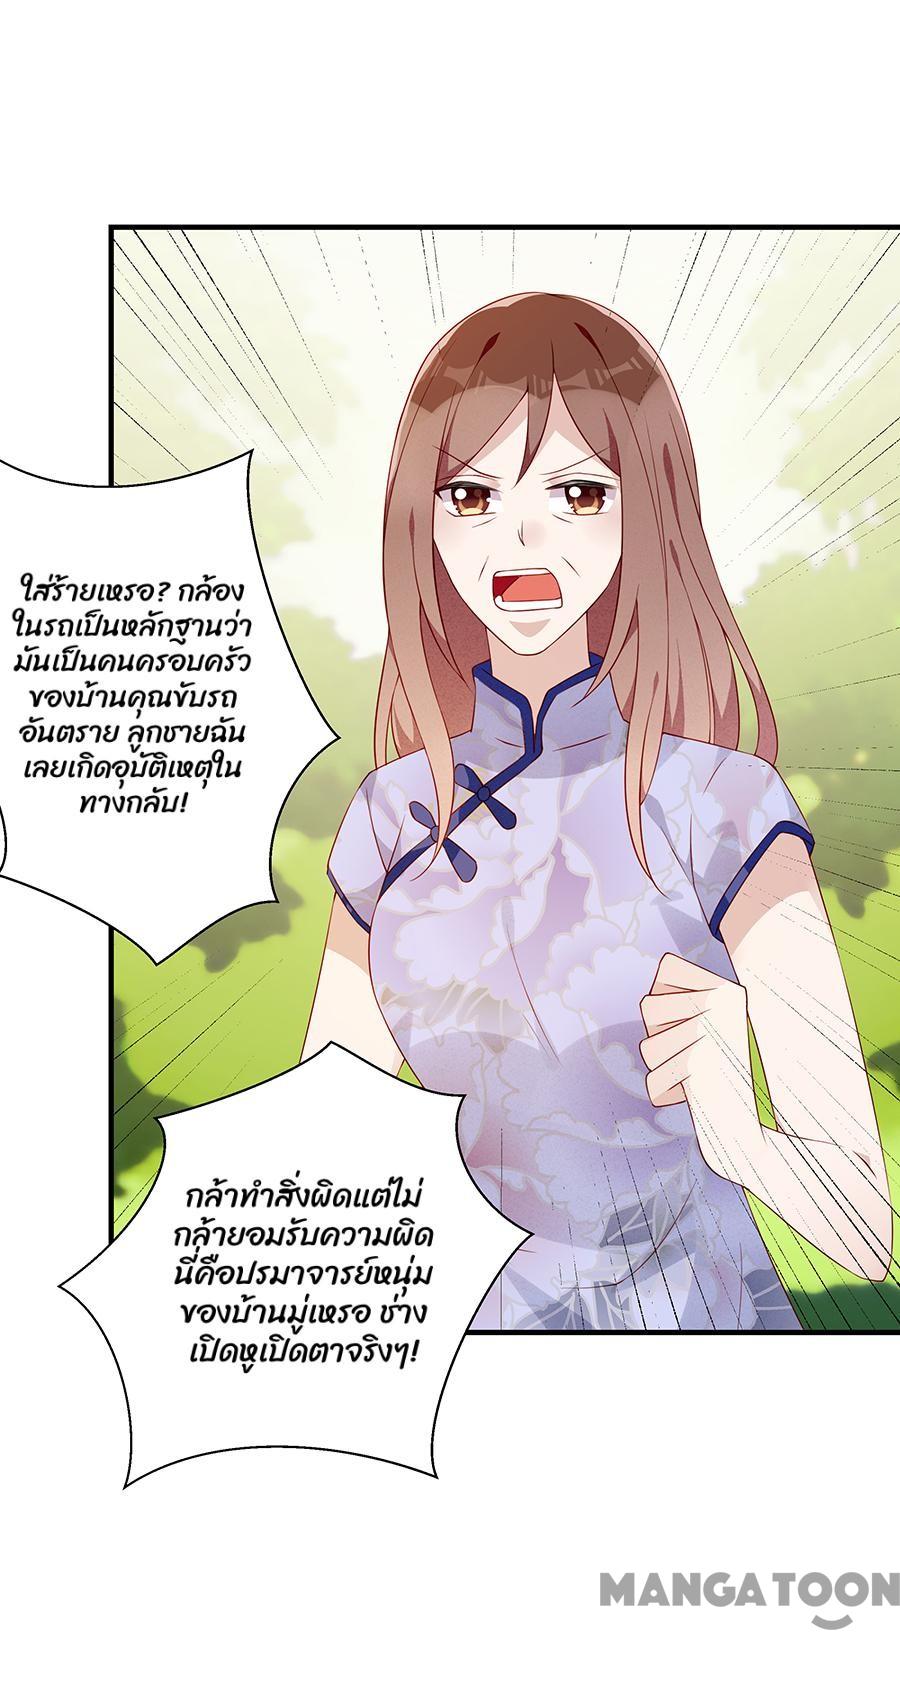 ใส่ร้ายเหรอ? กล้อง
ในรถเป็นหลักฐานว่า
มันเป็นคนครอบครัว
ของบ้านคุณขับรถ
อันตราย ลูกชายฉัน
เลยเกิดอุบัติเหตุใน
ทางกลับ!
กล้าทำสิ่งผิดแต่ไม่
กล้ายอมรับความผิด
นี่คือปรมาจารย์หนุ่ม
ของบ้านมู่เหรอ ช่าง
เปิดหูเปิดตาจริงๆ!
MANGATOON